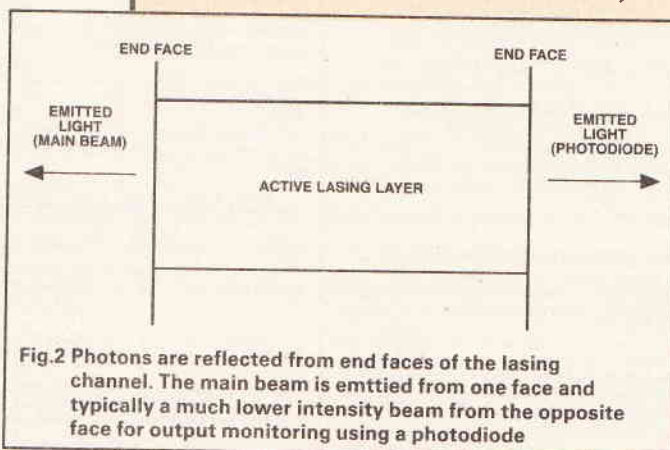 END FACE
END FACE
EMITTED
LIGHT
(MAIN BEAM)
EMITTED
LIGHT
(PHOTODIODE)
ACTIVE LASING LAYER
Fig.2 Photons are reflected from end faces of the lasing
channel. The main beam is emttied from one face and
typically a much lower intensity beam from the opposite
face for output monitoring using a photodiode